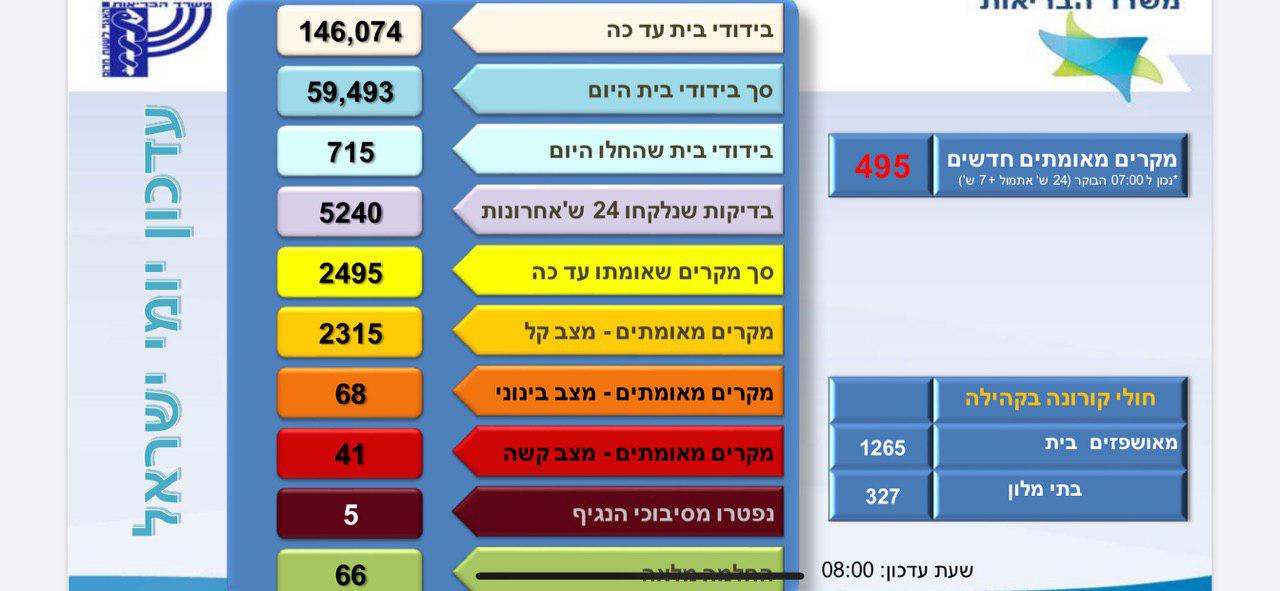 משרד הבריאות
משרד הבריאות
עדכון יומי ישראל
בידודי בית עד כה 146,074
סך בידודי בית היום 59,493
בידודי בית שהחלו היום 715
בדיקות שנלקחו 24 ש'אחרונות 5240
סך מקרים שאומתו עד כה 2495
מקרים מאומתים - מצב קל 2315
מקרים מאומתים - מצב בינוני 68
מקרים מאומתים - מצב קשה 41
נפטרו מסיבוכי הנגיף 5
החלמה מלאה 66
מקרים מאומתים חדשים 495
*נכון ל 07:00 הבוקר (24 ש' אתמול + 7 ש')
חולי קורונה בקהילה
מאושפזים בית 1265
בתי מלון 327
שעת עדכון: 08:00